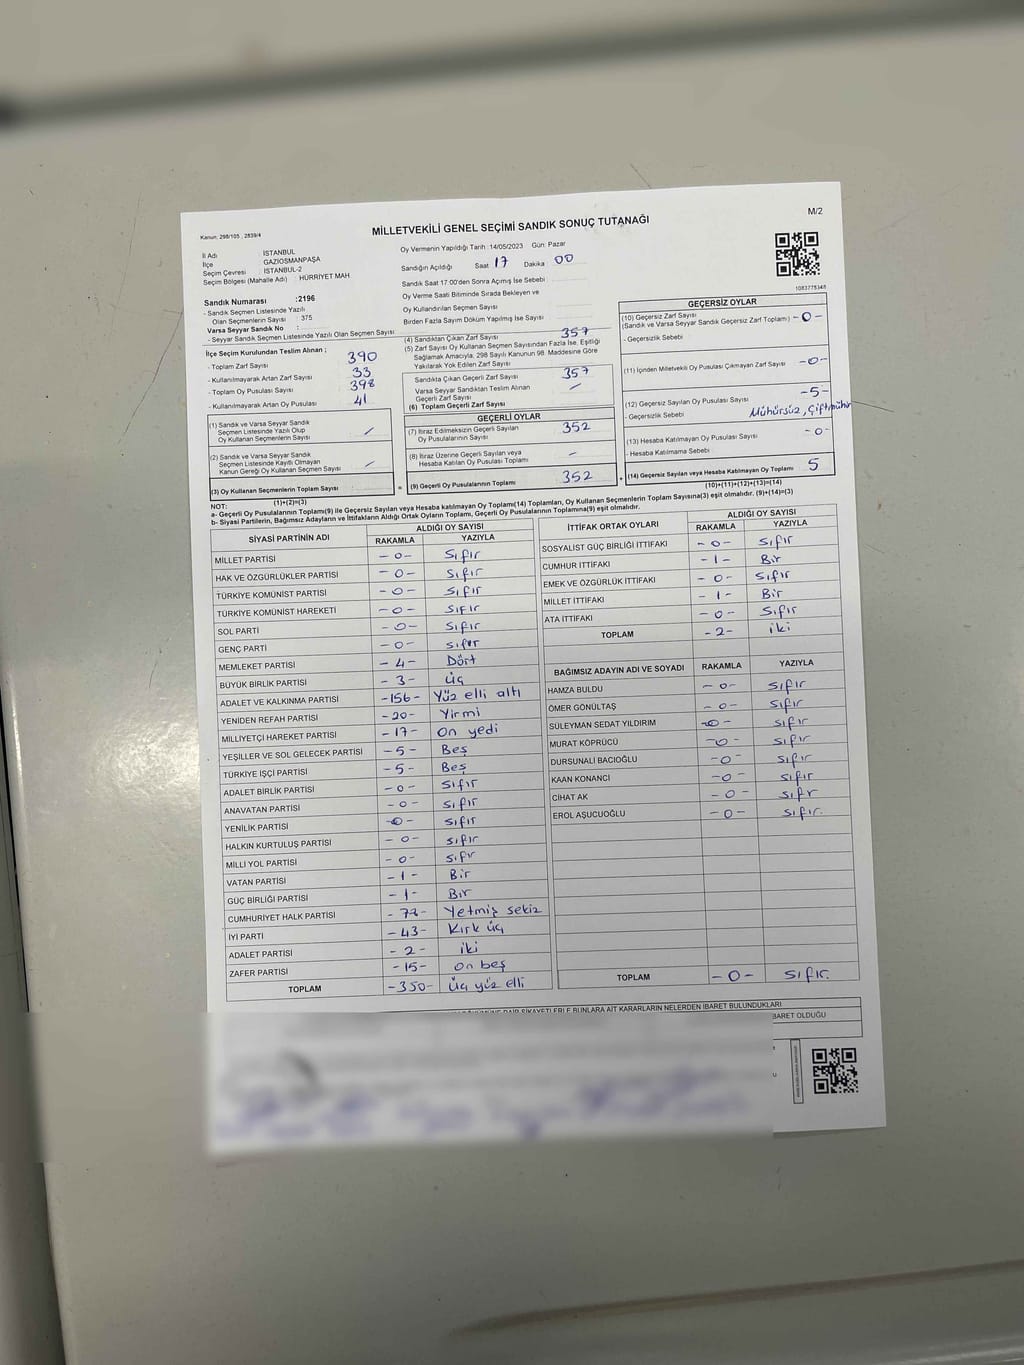 Kanun: 298/105, 2839/4
MİLLETVEKİLİ GENEL SEÇİMİ SANDIK SONUÇ TUTANAĞI
M/2
İl Adı İSTANBUL
İlçe GAZİOSMANPAŞA
Seçim Çevresi İSTANBUL-2
Seçim Bölgesi (Mahalle Adı) : HÜRRİYET MAH
Sandık Numarası :2196
- Sandık Seçmen Listesinde Yazılı
Olan Seçmenlerin Sayısı : 375
Varsa Seyyar Sandık No :
- Seyyar Sandık Seçmen Listesinde Yazılı Olan Seçmen Sayısı
Oy Vermenin Yapıldığı Tarih : 14/05/2023 Gün: Pazar
Sandığın Açıldığı Saat 17 Dakika 00
Sandık Saat 17:00'den Sonra Açımış İse Sebebi :
Oy Verme Saati Bitiminde Sırada Bekleyen ve
Oy Kullandırılan Seçmen Sayısı
Birden Fazla Sayım Döküm Yapılmış İse Sayısı :
1083775348
İlçe Seçim Kurulundan Teslim Alınan ;
- Toplam Zarf Sayısı 390
- Kullanılmayarak Artan Zarf Sayısı 33
- Toplam Oy Pusulası Sayısı 398
- Kullanılmayarak Artan Oy Pusulası 41
(1) Sandık ve Varsa Seyyar Sandık
Seçmen Listesinde Yazılı Olup
Oy Kullanan Seçmenlerin Sayısı /
(2) Sandık ve Varsa Seyyar Sandık
Seçmen Listesinde Kayıtlı Olmayan
Kanun Gereği Oy Kullanan Seçmen Sayısı /
(3) Oy Kullanan Seçmenlerin Toplam Sayısı
(1)+(2)=(3)
(4) Sandıktan Çıkan Zarf Sayısı 357
(5) Zarf Sayısı Oy Kullanan Seçmen Sayısından Fazla İse, Eşitliği
Sağlamak Amacıyla, 298 Sayılı Kanunun 98. Maddesine Göre
Yakılarak Yok Edilen Zarf Sayısı
Sandıkta Çıkan Geçerli Zarf Sayısı 357
Varsa Seyyar Sandıktan Teslim Alınan
Geçerli Zarf Sayısı /
(6) Toplam Geçerli Zarf Sayısı
=
GEÇERLİ OYLAR
(7) İtiraz Edilmeksizin Geçerli Sayılan
Oy Pusulalarının Sayısı 352
(8) İtiraz Üzerine Geçerli Sayılan veya
Hesaba Katılan Oy Pusulası Toplamı –
(9) Geçerli Oy Pusulalarının Toplamı 352
+
GEÇERSİZ OYLAR
(10) Geçersiz Zarf Sayısı
(Sandık ve Varsa Seyyar Sandık Geçersiz Zarf Toplamı) -0-
- Geçersizlik Sebebi
(11) İçinden Milletvekili Oy Pusulası Çıkmayan Zarf Sayısı -0-
(12) Geçersiz Sayılan Oy Pusulası Sayısı -5-
- Geçersizlik Sebebi Mühürsüz, Çift mühür
(13) Hesaba Katılmayan Oy Pusulası Sayısı -0-
- Hesaba Katılmama Sebebi
(14) Geçersiz Sayılan veya Hesaba Katılmayan Oy Toplamı 5
(10)+(11)+(12)+(13)=(14)
NOT:
a- Geçerli Oy Pusulalarının Toplam(9) ile Geçersiz Sayılan veya Hesaba katılmayan Oy Toplam(14) Toplamları, Oy Kullanan Seçmenlerin Toplam Sayısına(3) eşit olmalıdır. (9)+(14)=(3)
b- Siyasi Partilerin, Bağımsız Adayların ve İttifakların Aldığı Ortak Oyların Toplamı, Geçerli Oy Pusulalarının Toplamına(9) eşit olmalıdır.
SİYASİ PARTİNİN ADI ALDIĞI OY SAYISI
RAKAMLA YAZIYLA
MİLLET PARTİSİ -0- Sıfır
HAK VE ÖZGÜRLÜKLER PARTİSİ -0- Sıfır
TÜRKİYE KOMÜNİST PARTİSİ -0- Sıfır
TÜRKİYE KOMÜNİST HAREKETİ -0- Sıfır
SOL PARTİ -0- Sıfır
GENÇ PARTİ -0- Sıfır
MEMLEKET PARTİSİ -4- Dört
BÜYÜK BİRLİK PARTİSİ -3- üç
ADALET VE KALKINMA PARTİSİ -156- Yüz elli altı
YENİDEN REFAH PARTİSİ -20- Yirmi
MİLLİYETÇİ HAREKET PARTİSİ -17- On yedi
YEŞİLLER VE SOL GELECEK PARTİSİ -5- Beş
TÜRKİYE İŞÇİ PARTİSİ -5- Beş
ADALET BİRLİK PARTİSİ -0- Sıfır
ANAVATAN PARTİSİ -0- Sıfır
YENİLİK PARTİSİ -0- Sıfır
HALKIN KURTULUŞ PARTİSİ -0- Sıfır
MİLLİ YOL PARTİSİ -0- Sıfr
VATAN PARTİSİ -1- Bir
GÜÇ BİRLİĞİ PARTİSİ -1- Bır
CUMHURİYET HALK PARTİSİ -78- Yetmiş sekiz
İYİ PARTİ -43- Kırk üç
ADALET PARTİSİ -2- iki
ZAFER PARTİSİ -15- on beş
TOPLAM -350- üç yüz elli
İTTİFAK ORTAK OYLARI ALDIĞI OY SAYISI
RAKAMLA YAZIYLA
SOSYALİST GÜÇ BİRLİĞİ İTTİFAKI -0- Sıfır
CUMHUR İTTİFAKI -1- Bir
EMEK VE ÖZGÜRLÜK İTTİFAKI -0- Sıfır
MİLLET İTTİFAKI -1- Bir
ATA İTTİFAKI -0- Sıfır
TOPLAM -2- iki
BAĞIMSIZ ADAYIN ADI VE SOYADI RAKAMLA YAZIYLA
HAMZA BULDU -0- Sıfır
ÖMER GÖNÜLTAŞ -0- Sıfır
SÜLEYMAN SEDAT YILDIRIM -0- Sıfır
MURAT KÖPRÜCÜ -0- Sıfır
DURSUNALİ BACIOĞLU -0- Sıfır
KAAN KONANCI -0- Sıfır
CİHAT AK -0- Sıfr
EROL AŞUCUOĞLU -0- Sıfır.
TOPLAM -0- Sıfır.
ŞİKAYETLERLE BUNLARA AİT KARARLARIN NELERDEN İBARET BULUNDUKLARI
İBARET OLDUĞU